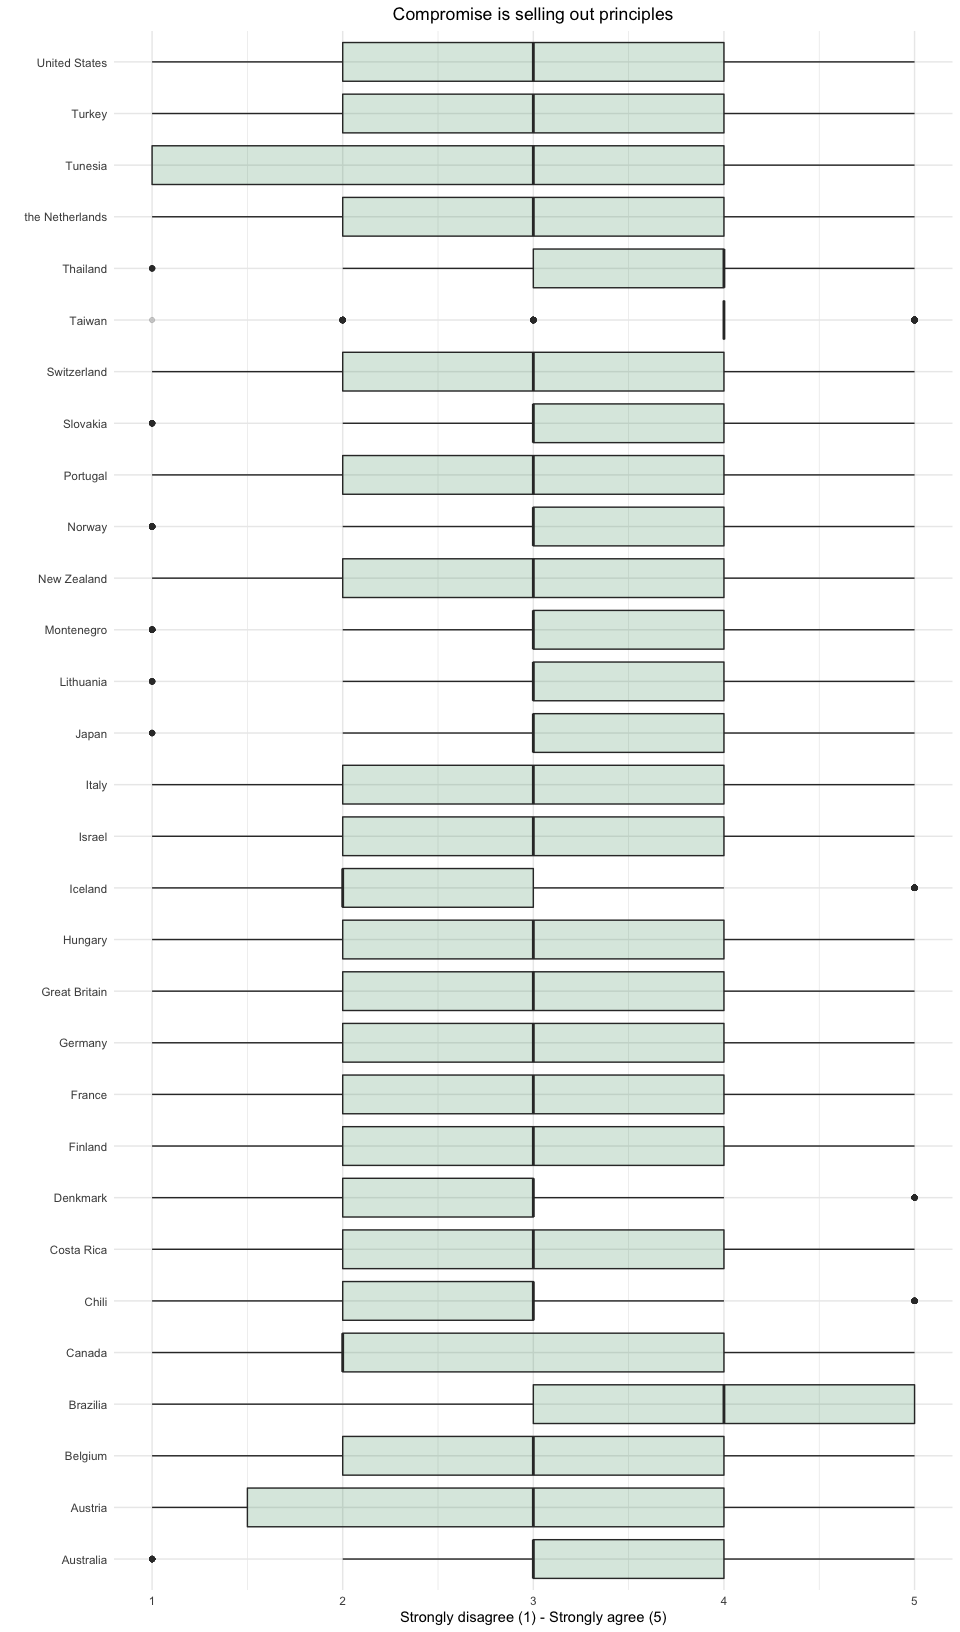 Compromise is selling out principles
United States
Turkey
Tunesia
the Netherlands
Thailand
Taiwan
Switzerland
Slovakia
Portugal
Norway
New Zealand
Montenegro
Lithuania
Japan
Italy
Israel
Iceland
Hungary
Great Britain
Germany
France
Finland
Denkmark
Costa Rica
Chili
Canada
Brazilia
Belgium
Austria
Australia
1 2 3 4 5
Strongly disagree (1) - Strongly agree (5)